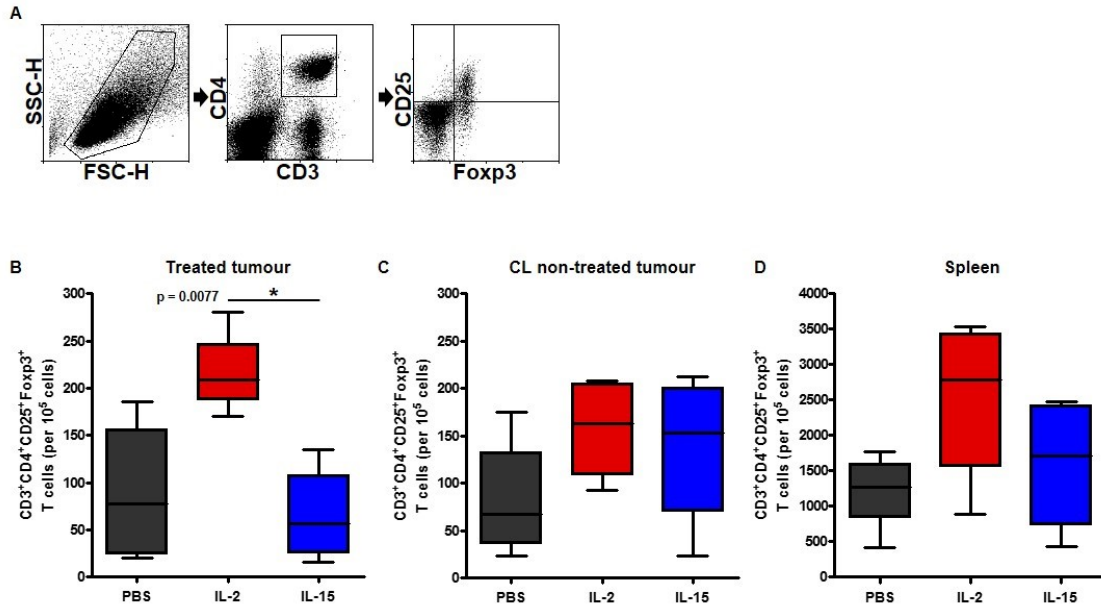 A
SSC-H
FSC-H
CD4
CD3
CD25
Foxp3
B
Treated tumour
CD3⁺CD4⁺CD25⁺Foxp3⁺
T cells (per 10⁵ cells)
300
250
200
150
100
50
0
p = 0.0077
*
PBS
IL-2
IL-15
C
CL non-treated tumour
CD3⁺CD4⁺CD25⁺Foxp3⁺
T cells (per 10⁵ cells)
300
250
200
150
100
50
0
PBS
IL-2
IL-15
D
Spleen
CD3⁺CD4⁺CD25⁺Foxp3⁺
T cells (per 10⁵ cells)
4000
3500
3000
2500
2000
1500
1000
500
0
PBS
IL-2
IL-15